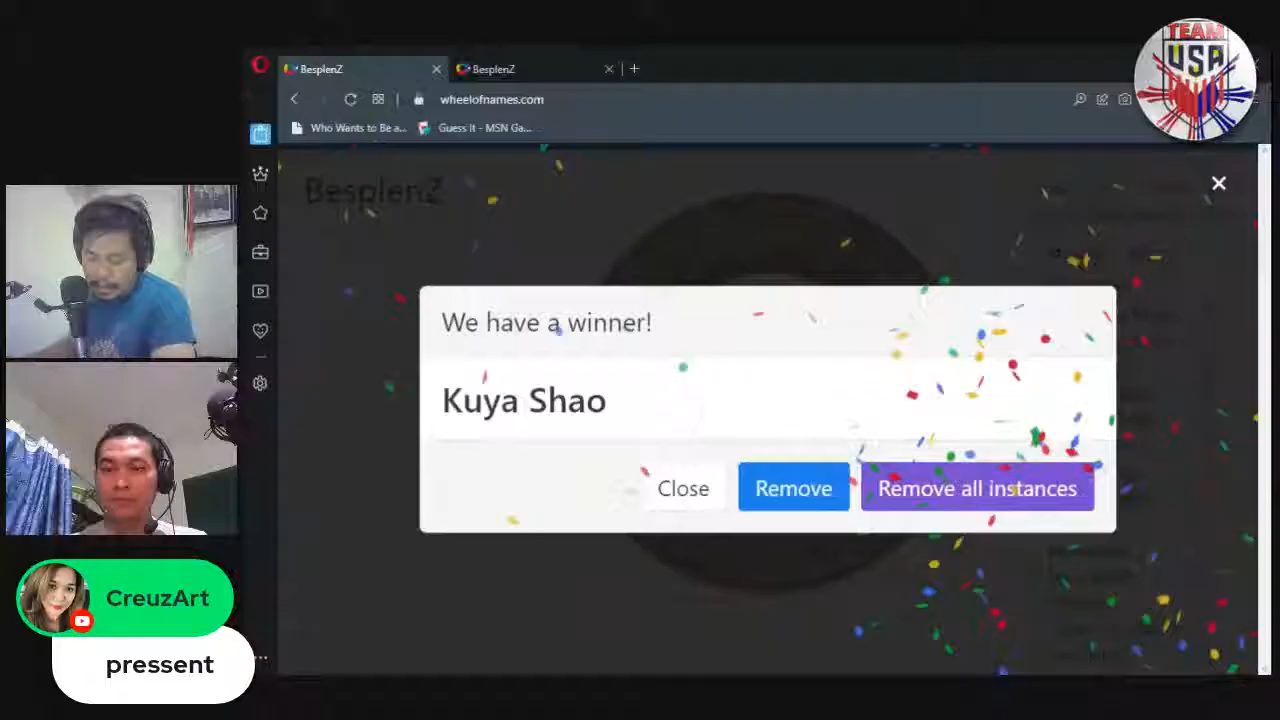 TEAM
USA
BesplenZ
BesplenZ
wheelofnames.com
Who Wants to Be a...
Guess It - MSN Ga...
BesplenZ
We have a winner!
Kuya Shao
Close
Remove
Remove all instances
CreuzArt
pressent